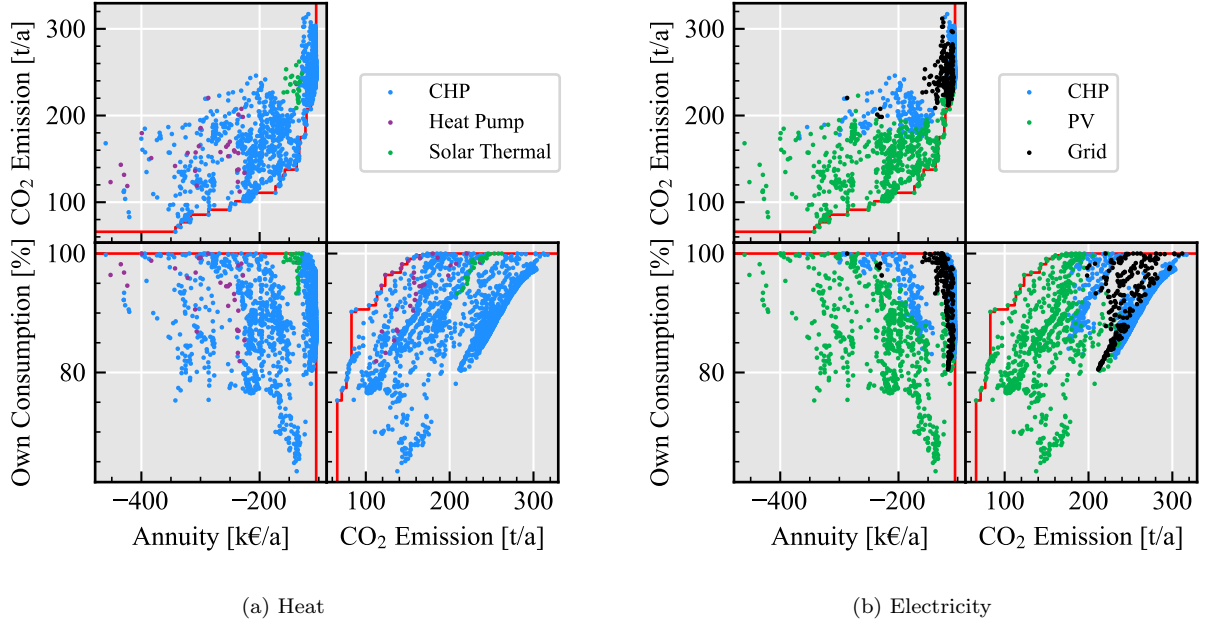 CO₂ Emission [t/a]
300
200
100
CHP
Heat Pump
Solar Thermal
Own Consumption [%]
100
80
−400
−200
Annuity [k€/a]
100
200
300
CO₂ Emission [t/a]
(a) Heat
CO₂ Emission [t/a]
300
200
100
CHP
PV
Grid
Own Consumption [%]
100
80
−400
−200
Annuity [k€/a]
100
200
300
CO₂ Emission [t/a]
(b) Electricity